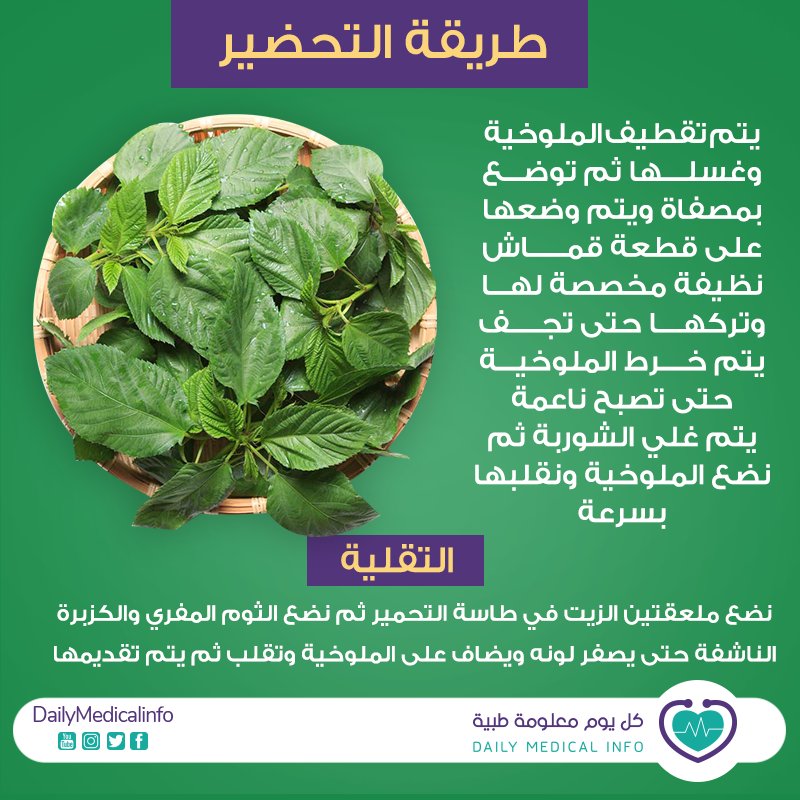 طريقة التحضير
يتم تقطيف الملوخية
وغسلها ثم توضع
بمصفاة ويتم وضعها
على قطعة قماش
نظيفة مخصصة لها
وتركها حتى تجف
يتم خرط الملوخية
حتى تصبح ناعمة
يتم غلي الشوربة ثم
نضع الملوخية ونقلبها
بسرعة
التقلية
نضع ملعقتين الزيت في طاسة التحمير ثم نضع الثوم المفري والكزبرة
الناشفة حتى يصفر لونه ويضاف على الملوخية وتقلب ثم يتم تقديمها
DailyMedicalinfo
You Tube
كل يوم معلومة طبية
DAILY MEDICAL INFO